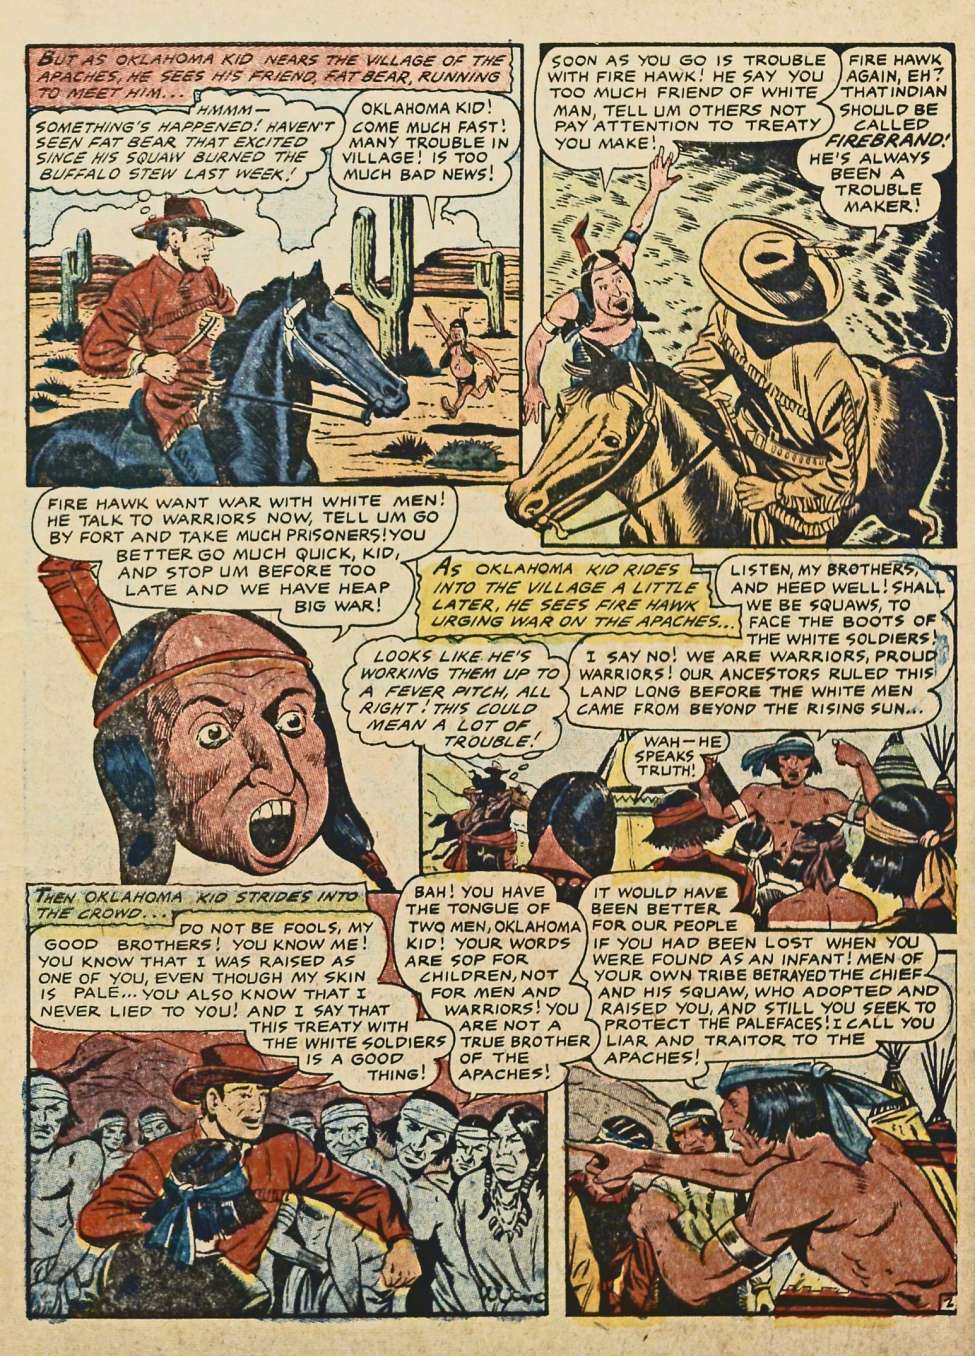 BUT AS OKLAHOMA KID NEARS THE VILLAGE OF THE
APACHES, HE SEES HIS FRIEND, FAT BEAR, RUNNING
TO MEET HIM...
HMMM—
SOMETHING'S HAPPENED! HAVEN'T
SEEN FAT BEAR THAT EXCITED
SINCE HIS SQUAW BURNED THE
BUFFALO STEW LAST WEEK!
OKLAHOMA KID!
COME MUCH FAST!
MANY TROUBLE IN
VILLAGE! IS TOO
MUCH BAD NEWS!
SOON AS YOU GO IS TROUBLE
WITH FIRE HAWK! HE SAY YOU
TOO MUCH FRIEND OF WHITE
MAN, TELL UM OTHERS NOT
PAY ATTENTION TO TREATY
YOU MAKE!
FIRE HAWK
AGAIN, EH?
THAT INDIAN
SHOULD BE
CALLED
FIREBRAND!
HE'S ALWAYS
BEEN A
TROUBLE
MAKER!
FIRE HAWK WANT WAR WITH WHITE MEN!
HE TALK TO WARRIORS NOW, TELL UM GO
BY FORT AND TAKE MUCH PRISONERS! YOU
BETTER GO MUCH QUICK, KID,
AND STOP UM BEFORE TOO
LATE AND WE HAVE HEAP
BIG WAR!
AS OKLAHOMA KID RIDES
INTO THE VILLAGE A LITTLE
LATER, HE SEES FIRE HAWK
URGING WAR ON THE APACHES...
LOOKS LIKE HE'S
WORKING THEM UP TO
A FEVER PITCH, ALL
RIGHT! THIS COULD
MEAN A LOT OF
TROUBLE!
LISTEN, MY BROTHERS,
AND HEED WELL! SHALL
WE BE SQUAWS, TO
FACE THE BOOTS OF
THE WHITE SOLDIERS!
I SAY NO! WE ARE WARRIORS, PROUD
WARRIORS! OUR ANCESTORS RULED THIS
LAND LONG BEFORE THE WHITE MEN
CAME FROM BEYOND THE RISING SUN...
WAH—HE
SPEAKS
TRUTH!
THEN OKLAHOMA KID STRIDES INTO
THE CROWD...
DO NOT BE FOOLS, MY
GOOD BROTHERS! YOU KNOW ME!
YOU KNOW THAT I WAS RAISED AS
ONE OF YOU, EVEN THOUGH MY SKIN
IS PALE... YOU ALSO KNOW THAT I
NEVER LIED TO YOU! AND I SAY THAT
THIS TREATY WITH
THE WHITE SOLDIERS
IS A GOOD
THING!
BAH! YOU HAVE
THE TONGUE OF
TWO MEN, OKLAHOMA
KID! YOUR WORDS
ARE SOP FOR
CHILDREN, NOT
FOR MEN AND
WARRIORS! YOU
ARE NOT A
TRUE BROTHER
OF THE
APACHES!
IT WOULD HAVE
BEEN BETTER
FOR OUR PEOPLE
IF YOU HAD BEEN LOST WHEN YOU
WERE FOUND AS AN INFANT! MEN OF
YOUR OWN TRIBE BETRAYED THE CHIEF
AND HIS SQUAW, WHO ADOPTED AND
RAISED YOU, AND STILL YOU SEEK TO
PROTECT THE PALEFACES! I CALL YOU
LIAR AND TRAITOR TO THE
APACHES!
2